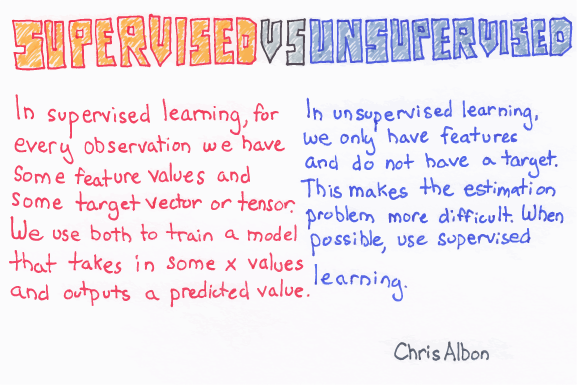 SUPERVISED VS UNSUPERVISED
In supervised learning, for
every observation we have
some feature values and
some target vector or tensor.
We use both to train a model
that takes in some x values
and outputs a predicted value.
In unsupervised learning,
we only have features
and do not have a target.
This makes the estimation
problem more difficult. When
possible, use supervised
learning.
Chris Albon